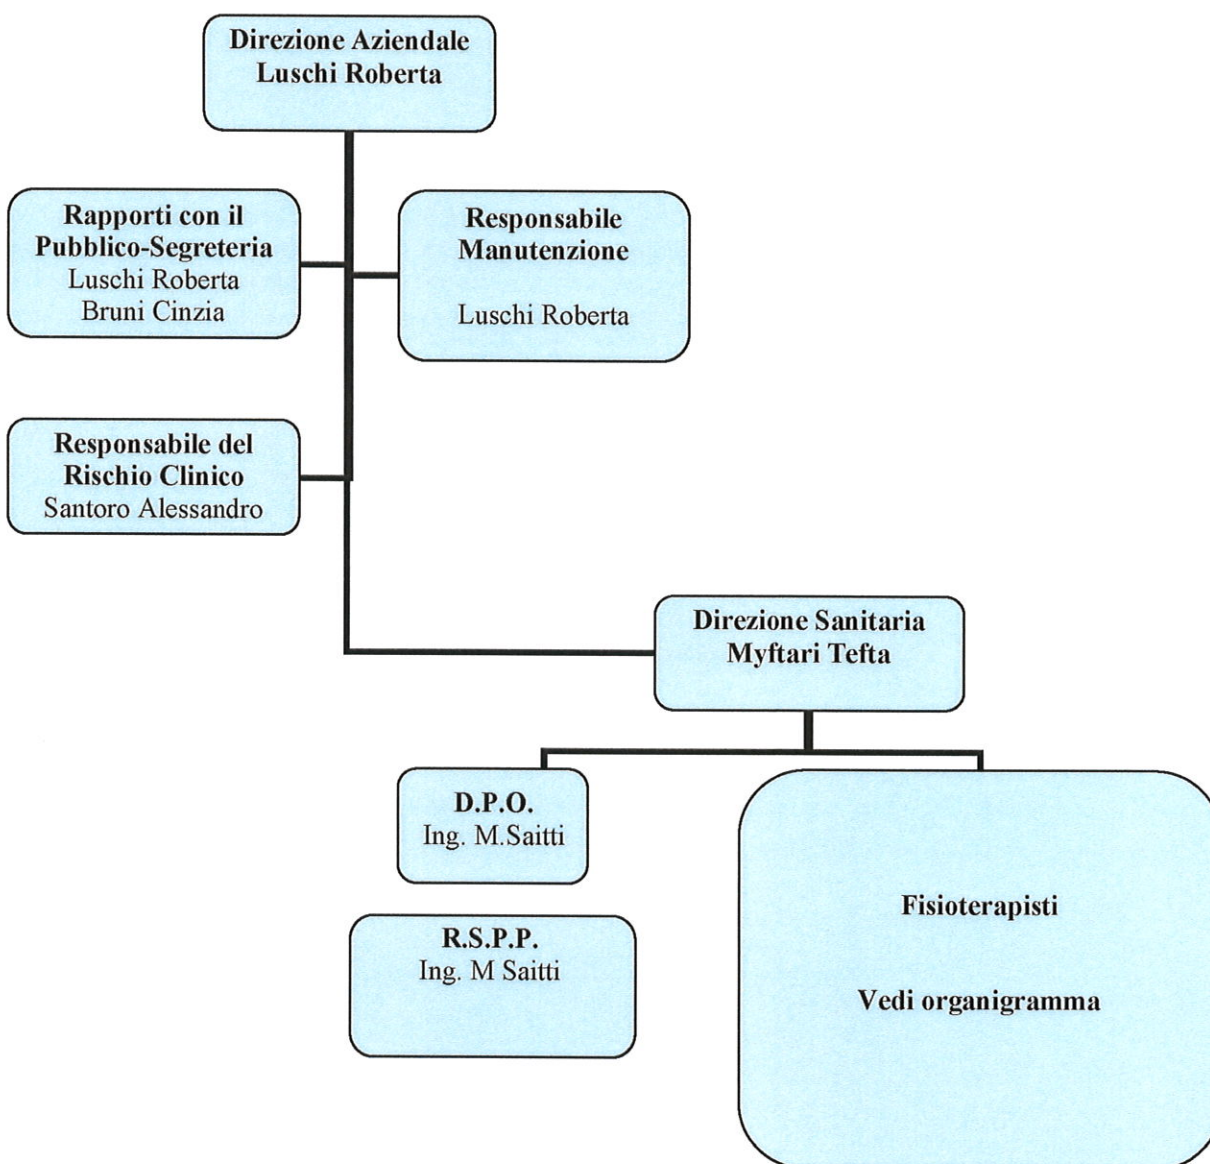 Direzione Aziendale
Luschi Roberta
Rapporti con il
Pubblico-Segreteria
Luschi Roberta
Bruni Cinzia
Responsabile
Manutenzione
Luschi Roberta
Responsabile del
Rischio Clinico
Santoro Alessandro
Direzione Sanitaria
Myftari Tefta
D.P.O.
Ing. M.Saitti
R.S.P.P.
Ing. M Saitti
Fisioterapisti
Vedi organigramma